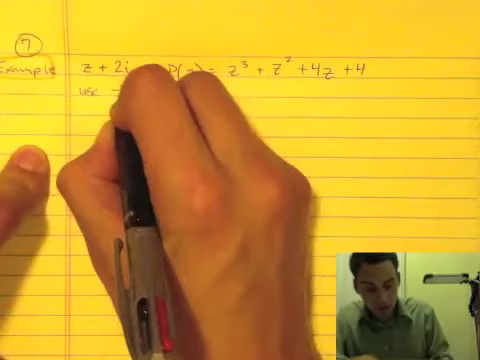 7
Example z + 2i P(z) = z³ + z² + 4z + 4
use